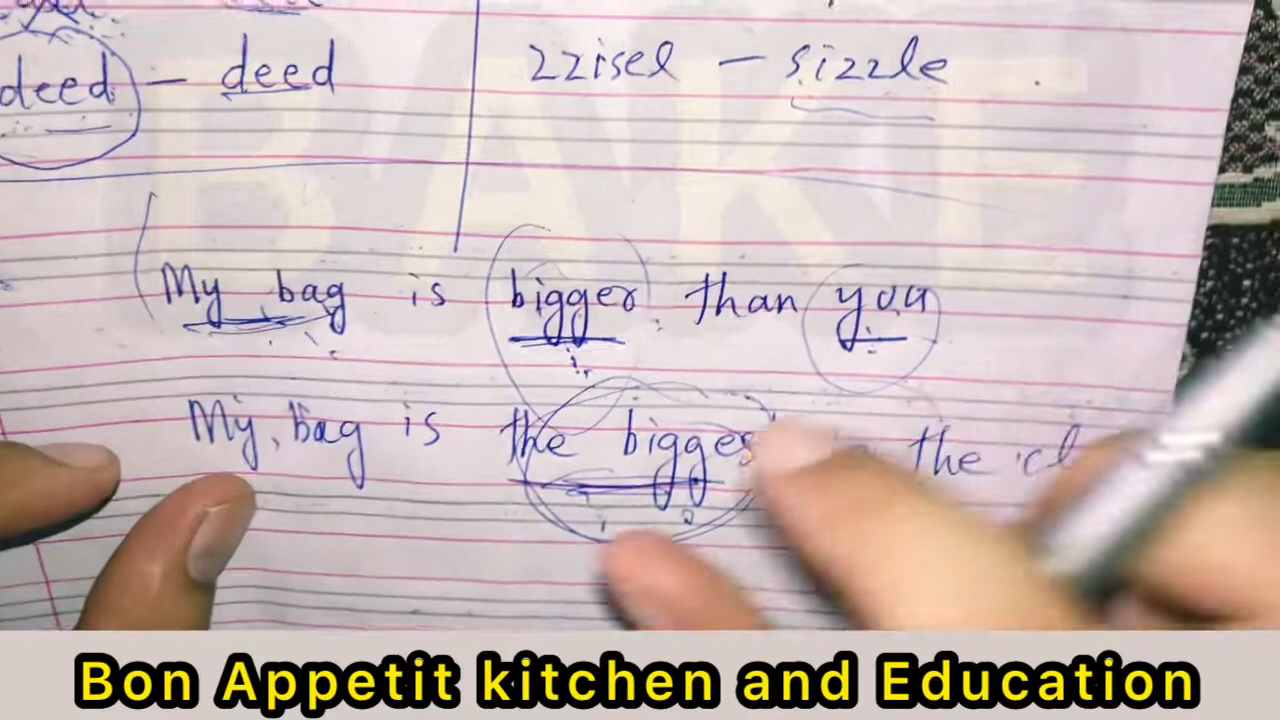 deed - deed
zzisel - sizzle
My bag is bigger than you
My bag is the the
Bon Appetit kitchen and Education
BAKE